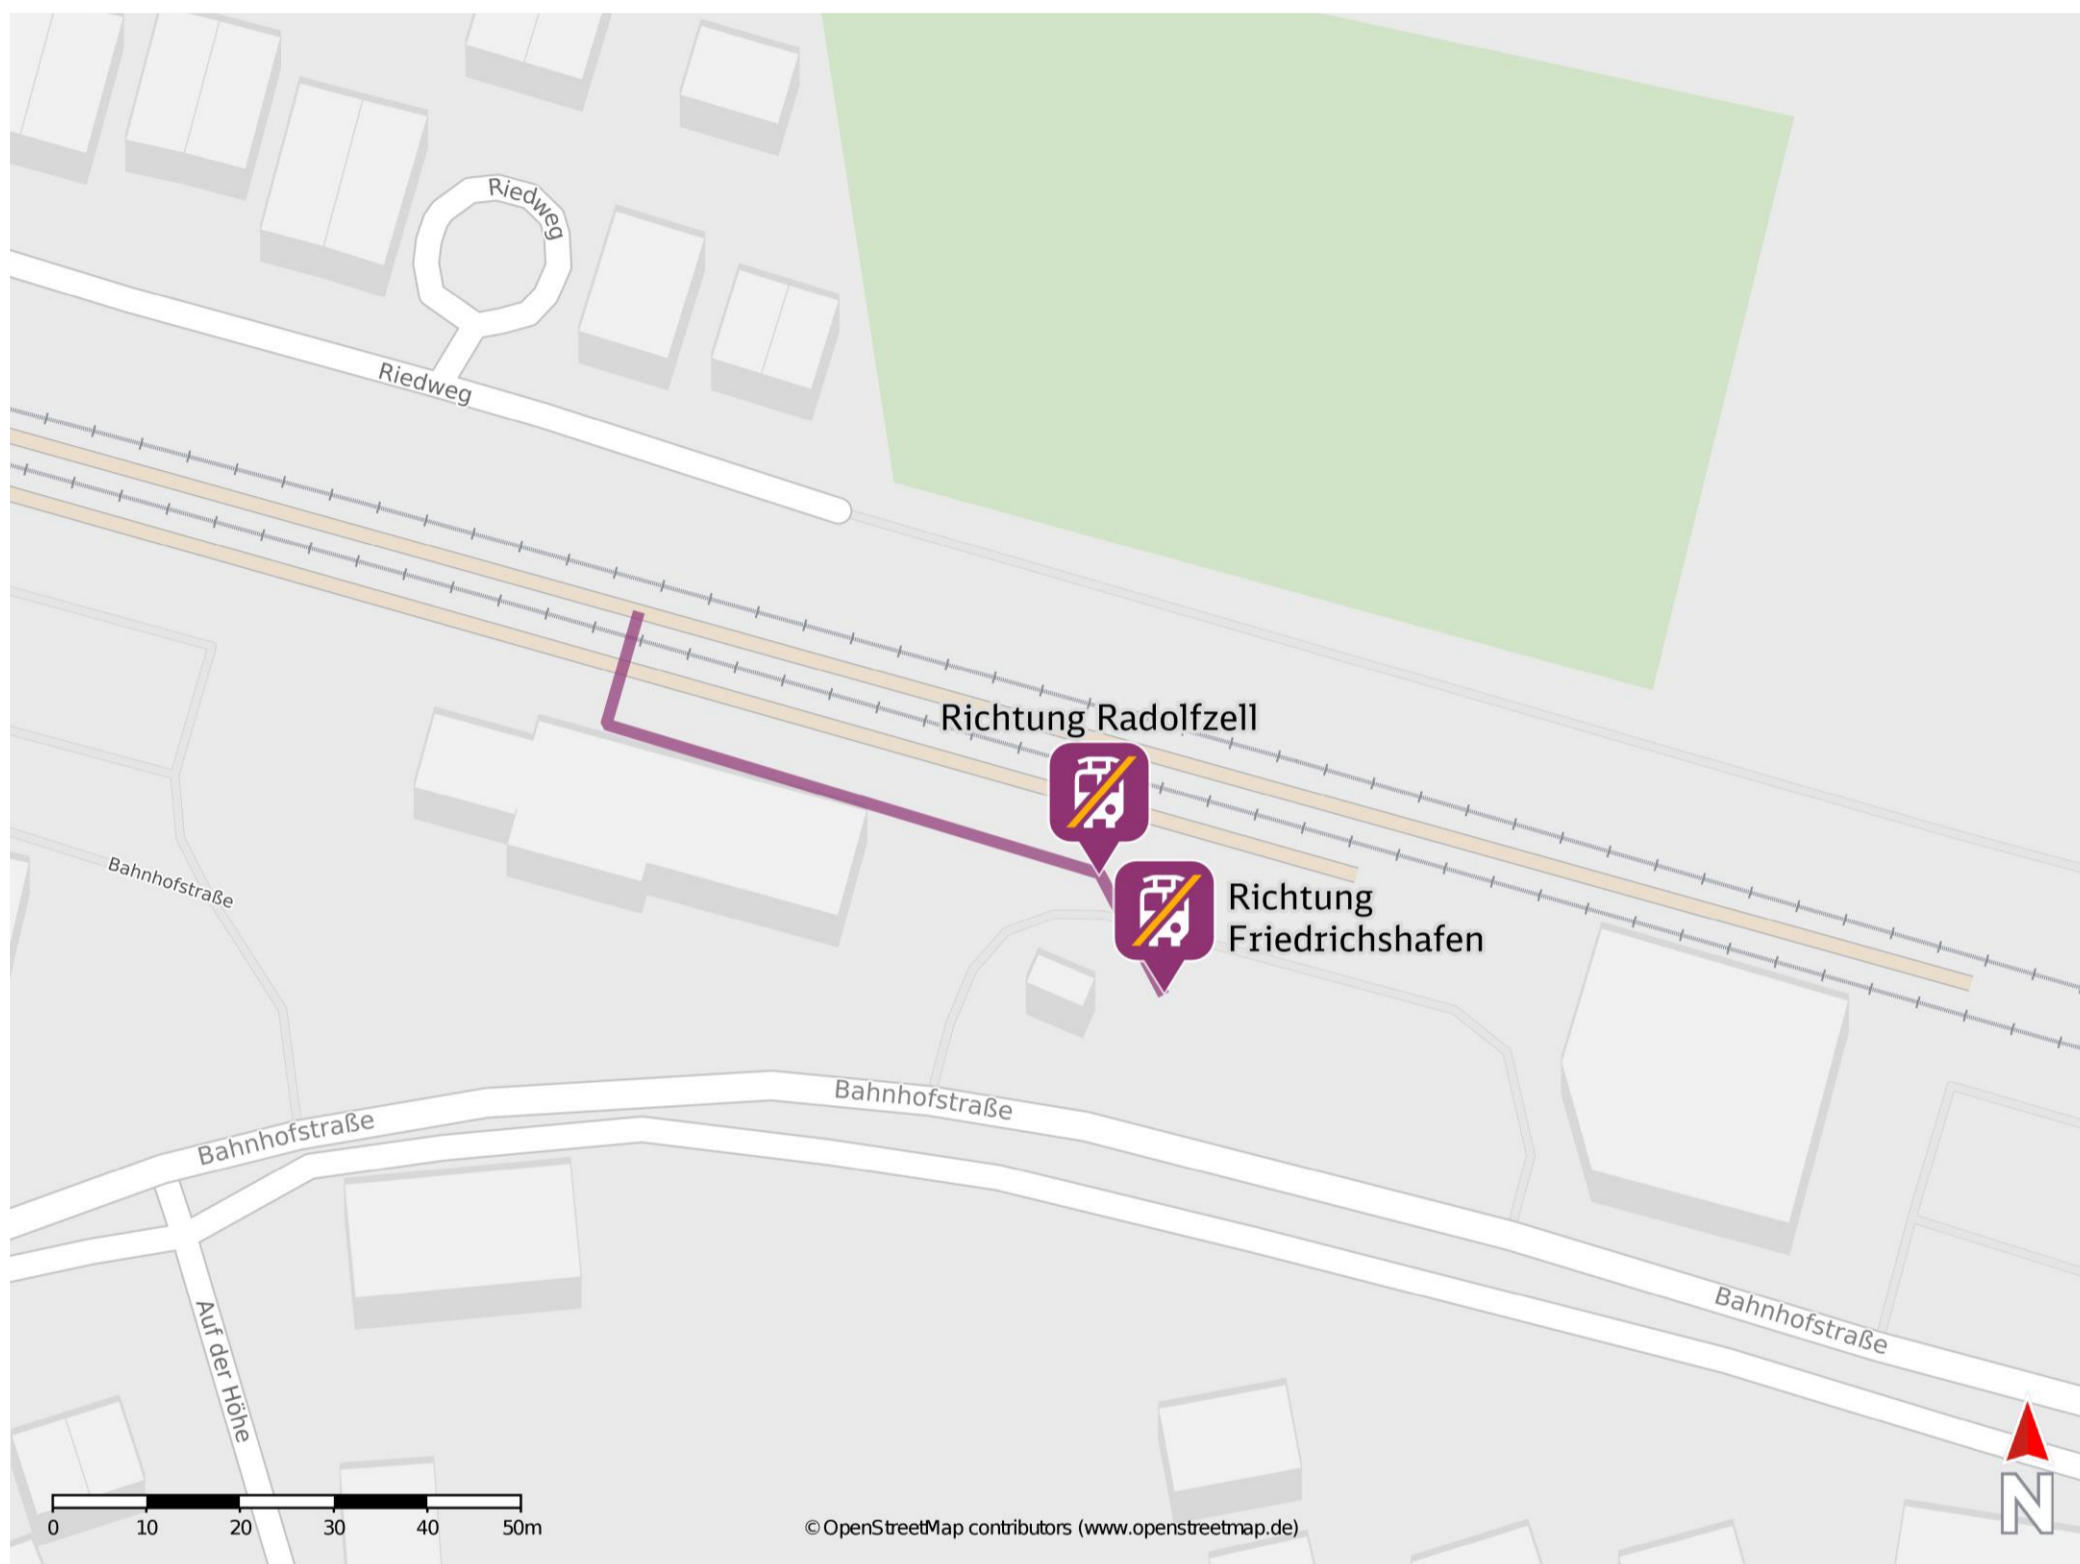 Riedweg
Riedweg
Richtung Radolfzell
Richtung
Friedrichshafen
Bahnhofstraße
Bahnhofstraße
Bahnhofstraße
Bahnhofstraße
Auf der Höhe
0 10 20 30 40 50m
© OpenStreetMap contributors (www.openstreetmap.de)
N